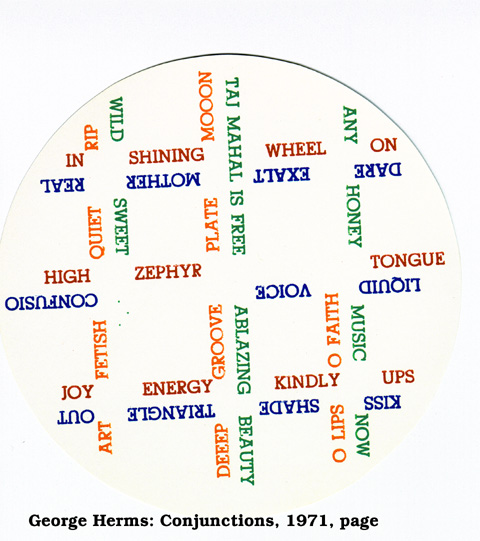 IN SHINING WHEEL ON
HIGH ZEPHYR TONGUE
JOY ENERGY KINDLY UPS
KISS SHADE TRIANGLE OUT
LIQUID VOICE CONFUSIO
DARE EXALT MOTHER REAL
ART FETISH QUIET RIP
DEEEP GROOVE PLATE MOOON
O LIPS O FAITH
ANY HONEY MUSIC NOW
TAJ MAHAL IS FREE ABLAZING BEAUTY
WILD SWEET
George Herms: Conjunctions, 1971, page